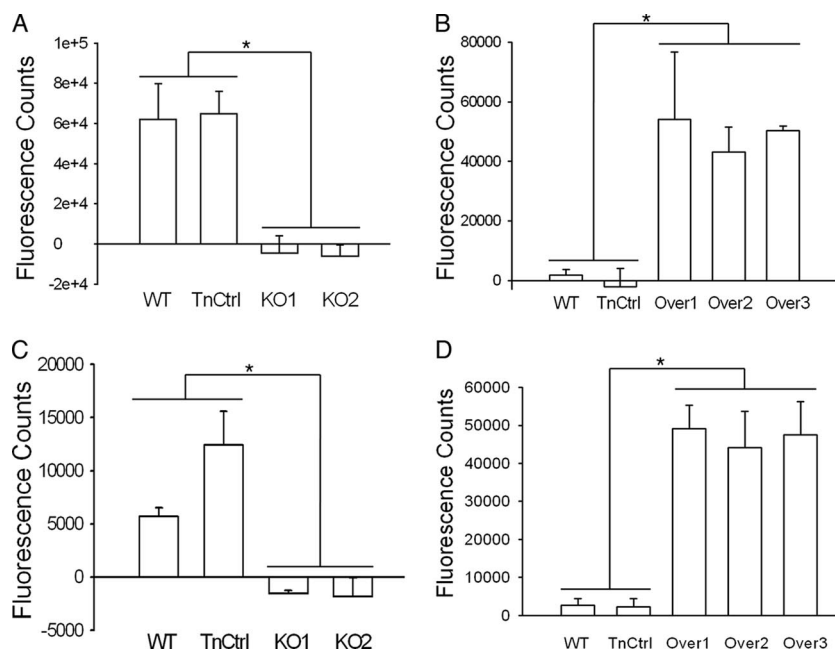 A
Fluorescence Counts
1e+5
8e+4
6e+4
4e+4
2e+4
0
-2e+4
*
WT TnCtrl KO1 KO2
B
Fluorescence Counts
80000
60000
40000
20000
0
*
WT TnCtrl Over1 Over2 Over3
C
Fluorescence Counts
20000
15000
10000
5000
0
-5000
*
WT TnCtrl KO1 KO2
D
Fluorescence Counts
60000
50000
40000
30000
20000
10000
0
*
WT TnCtrl Over1 Over2 Over3